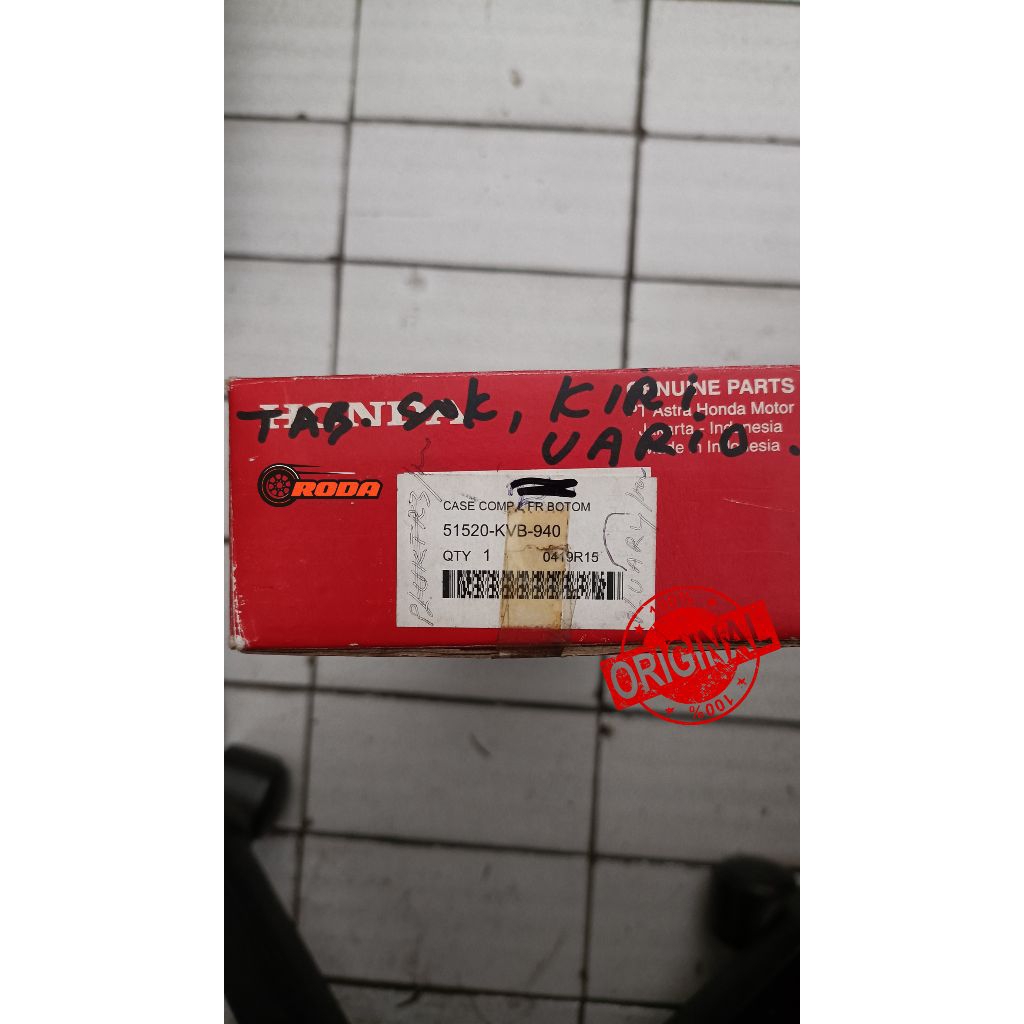 HONDA
GENUINE PARTS
PT Astra Honda Motor
Jakarta - Indonesia
Made in Indonesia
TAB. SOK, KIRI
VARIO.
RODA
CASE COMP L FR BOTOM
51520-KVB-940
QTY 1 0419R15
ORIGINAL
100%